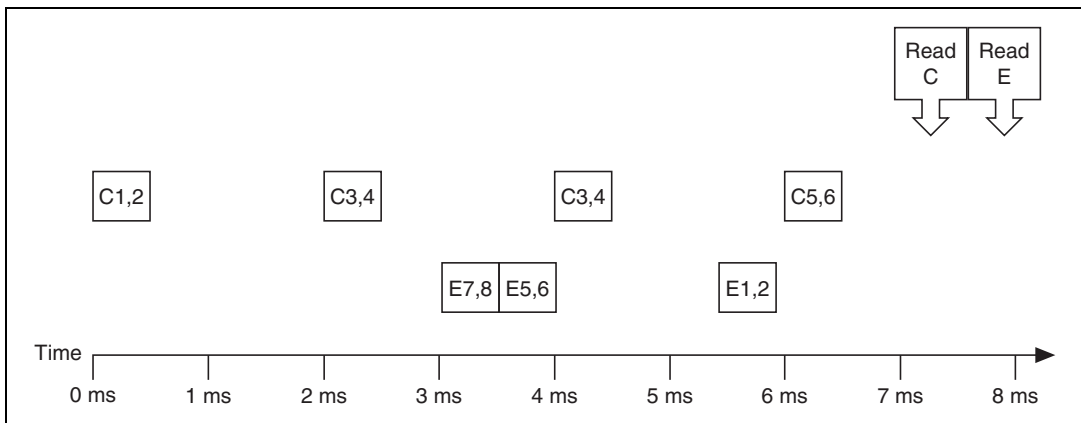 Read
C
Read
E
C1,2
C3,4
C3,4
C5,6
E7,8
E5,6
E1,2
Time
0 ms
1 ms
2 ms
3 ms
4 ms
5 ms
6 ms
7 ms
8 ms